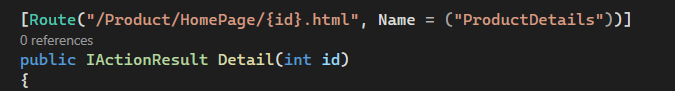 [Route("/Product/HomePage/{id}.html", Name = ("ProductDetails"))]
0 references
public IActionResult Detail(int id)
{